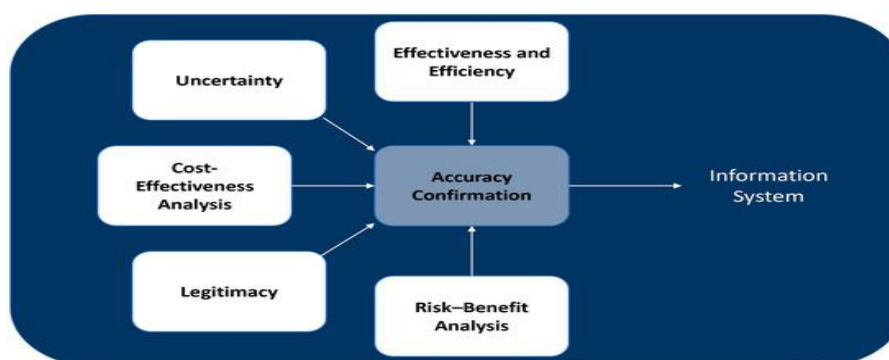 Effectiveness and
Efficiency
Uncertainty
Cost-
Effectiveness
Analysis
Accuracy
Confirmation
Information
System
Legitimacy
Risk–Benefit
Analysis